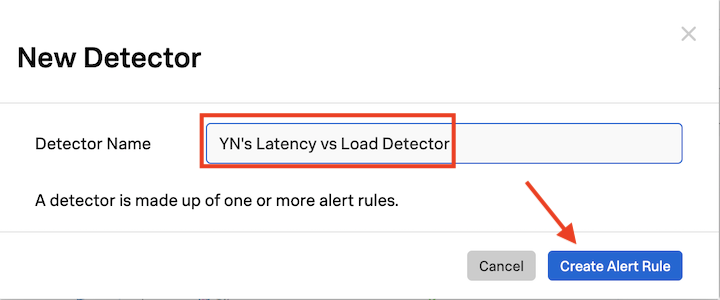 New Detector
Detector Name
YN's Latency vs Load Detector
A detector is made up of one or more alert rules.
Cancel
Create Alert Rule